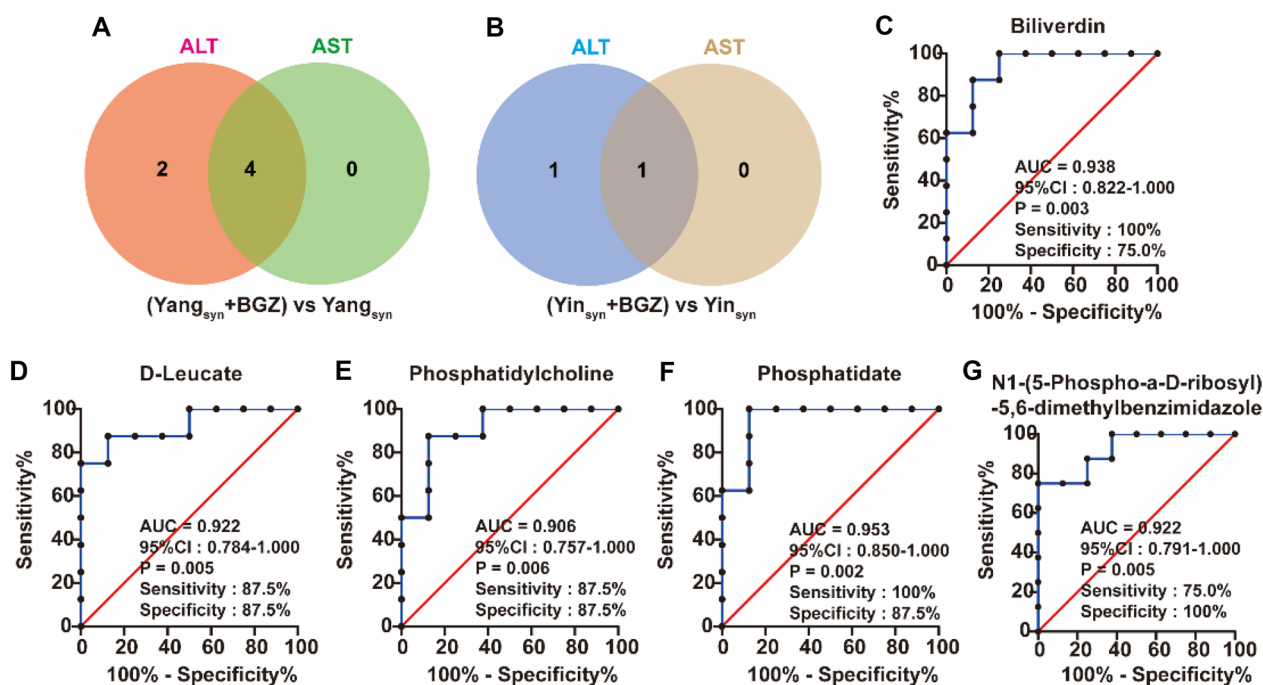 A
ALT
AST
2
4
0
(Yangsyn+BGZ) vs Yangsyn
B
ALT
AST
1
1
0
(Yinsyn+BGZ) vs Yinsyn
C
Biliverdin
Sensitivity%
100
80
60
40
20
0
AUC = 0.938
95%CI : 0.822-1.000
P = 0.003
Sensitivity : 100%
Specificity : 75.0%
0 20 40 60 80 100
100% - Specificity%
D
D-Leucate
Sensitivity%
100
80
60
40
20
0
AUC = 0.922
95%CI : 0.784-1.000
P = 0.005
Sensitivity : 87.5%
Specificity : 87.5%
0 20 40 60 80 100
100% - Specificity%
E
Phosphatidylcholine
Sensitivity%
100
80
60
40
20
0
AUC = 0.906
95%CI : 0.757-1.000
P = 0.006
Sensitivity : 87.5%
Specificity : 87.5%
0 20 40 60 80 100
100% - Specificity%
F
Phosphatidate
Sensitivity%
100
80
60
40
20
0
AUC = 0.953
95%CI : 0.850-1.000
P = 0.002
Sensitivity : 100%
Specificity : 87.5%
0 20 40 60 80 100
100% - Specificity%
G
N1-(5-Phospho-a-D-ribosyl)
-5,6-dimethylbenzimidazole
Sensitivity%
100
80
60
40
20
0
AUC = 0.922
95%CI : 0.791-1.000
P = 0.005
Sensitivity : 75.0%
Specificity : 100%
0 20 40 60 80 100
100% - Specificity%